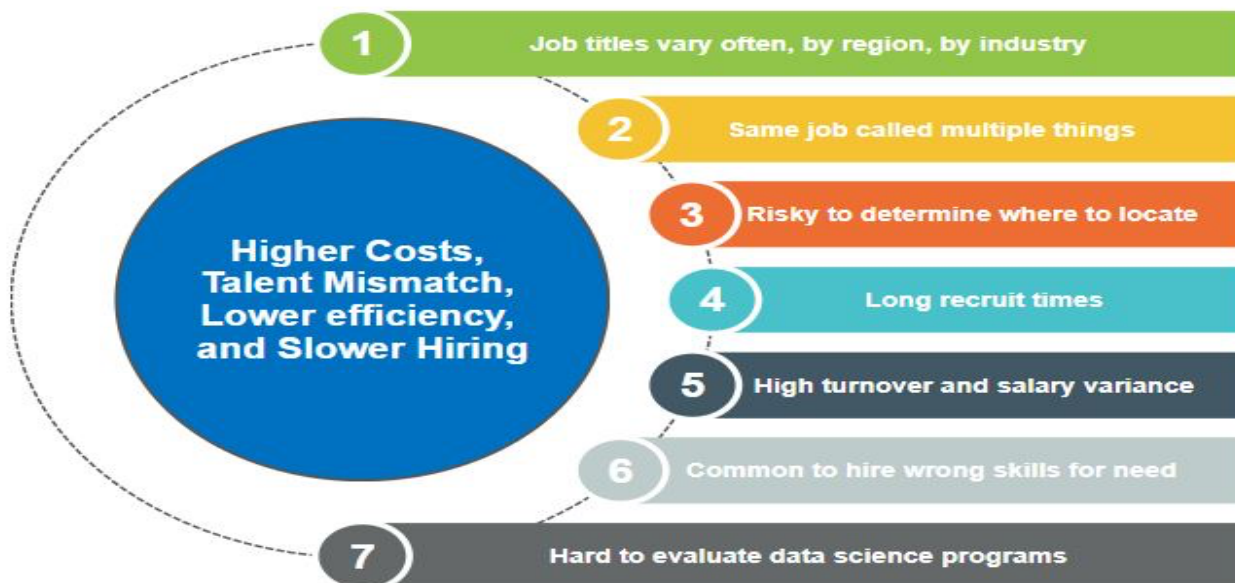 1
Job titles vary often, by region, by industry
2
Same job called multiple things
3
Risky to determine where to locate
Higher Costs,
Talent Mismatch,
Lower efficiency,
and Slower Hiring
4
Long recruit times
5
High turnover and salary variance
6
Common to hire wrong skills for need
7
Hard to evaluate data science programs